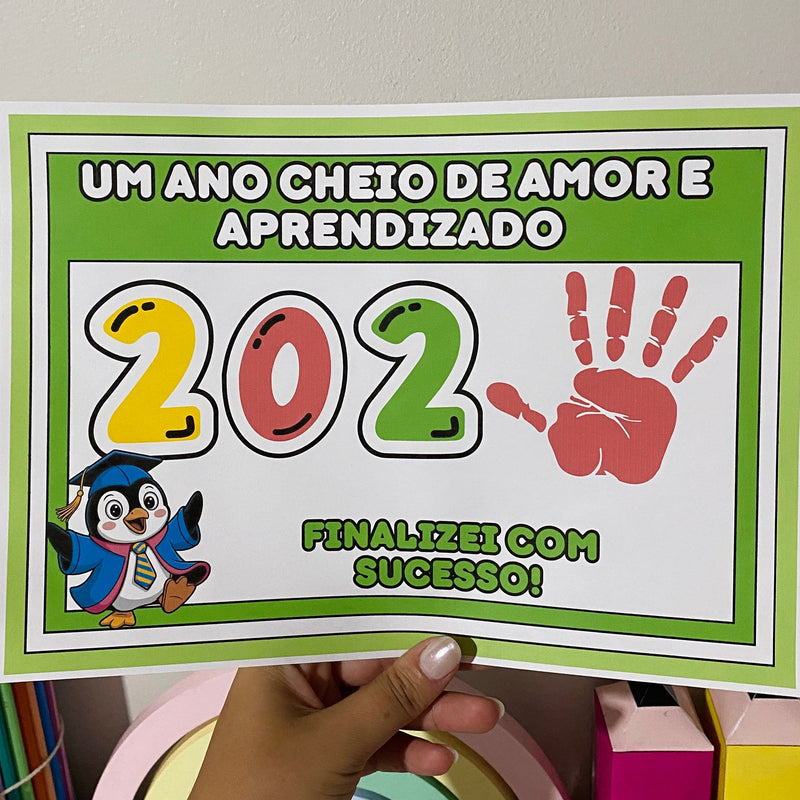 UM ANO CHEIO DE AMOR E
APRENDIZADO
202
FINALIZEI COM
SUCESSO!